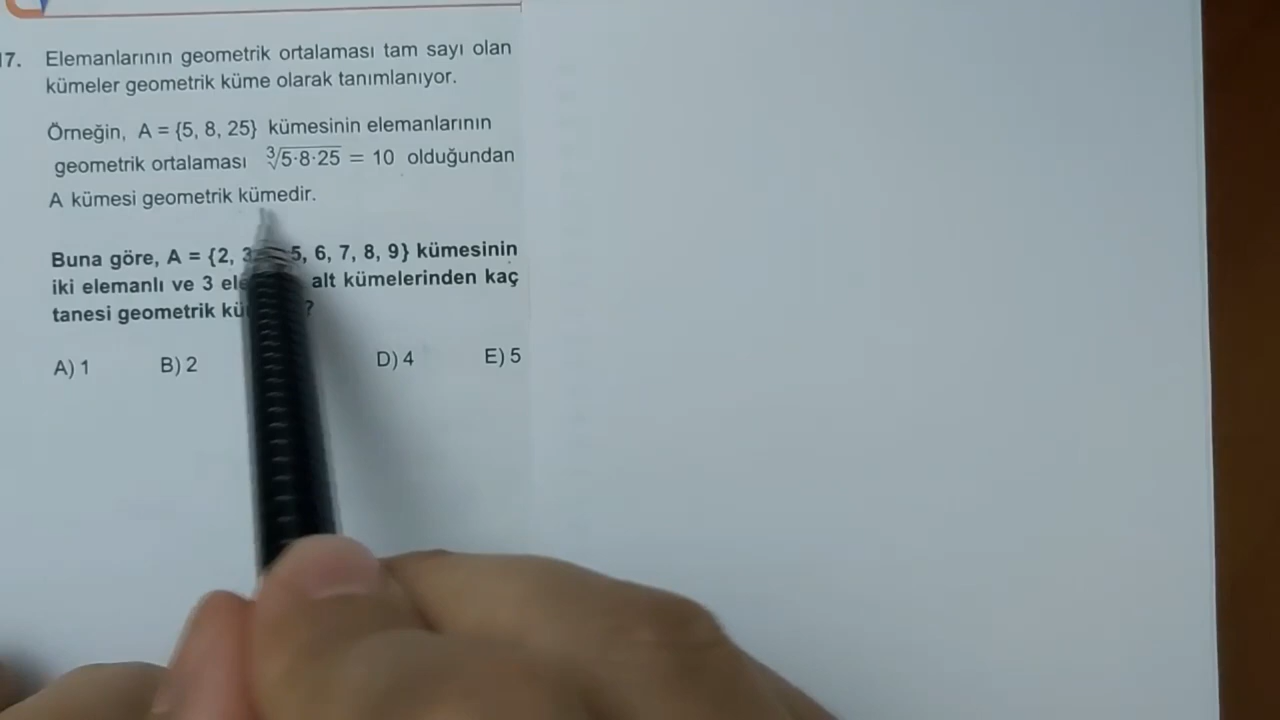 17. Elemanlarının geometrik ortalaması tam sayı olan
kümeler geometrik küme olarak tanımlanıyor.
Örneğin, A = {5, 8, 25} kümesinin elemanlarının
geometrik ortalaması ∛5·8·25 = 10 olduğundan
A kümesi geometrik kümedir.
Buna göre, A = {2, 3 5, 6, 7, 8, 9} kümesinin
iki elemanlı ve 3 alt kümelerinden kaç
tanesi geometrik ?
A) 1 B) 2 D) 4 E) 5